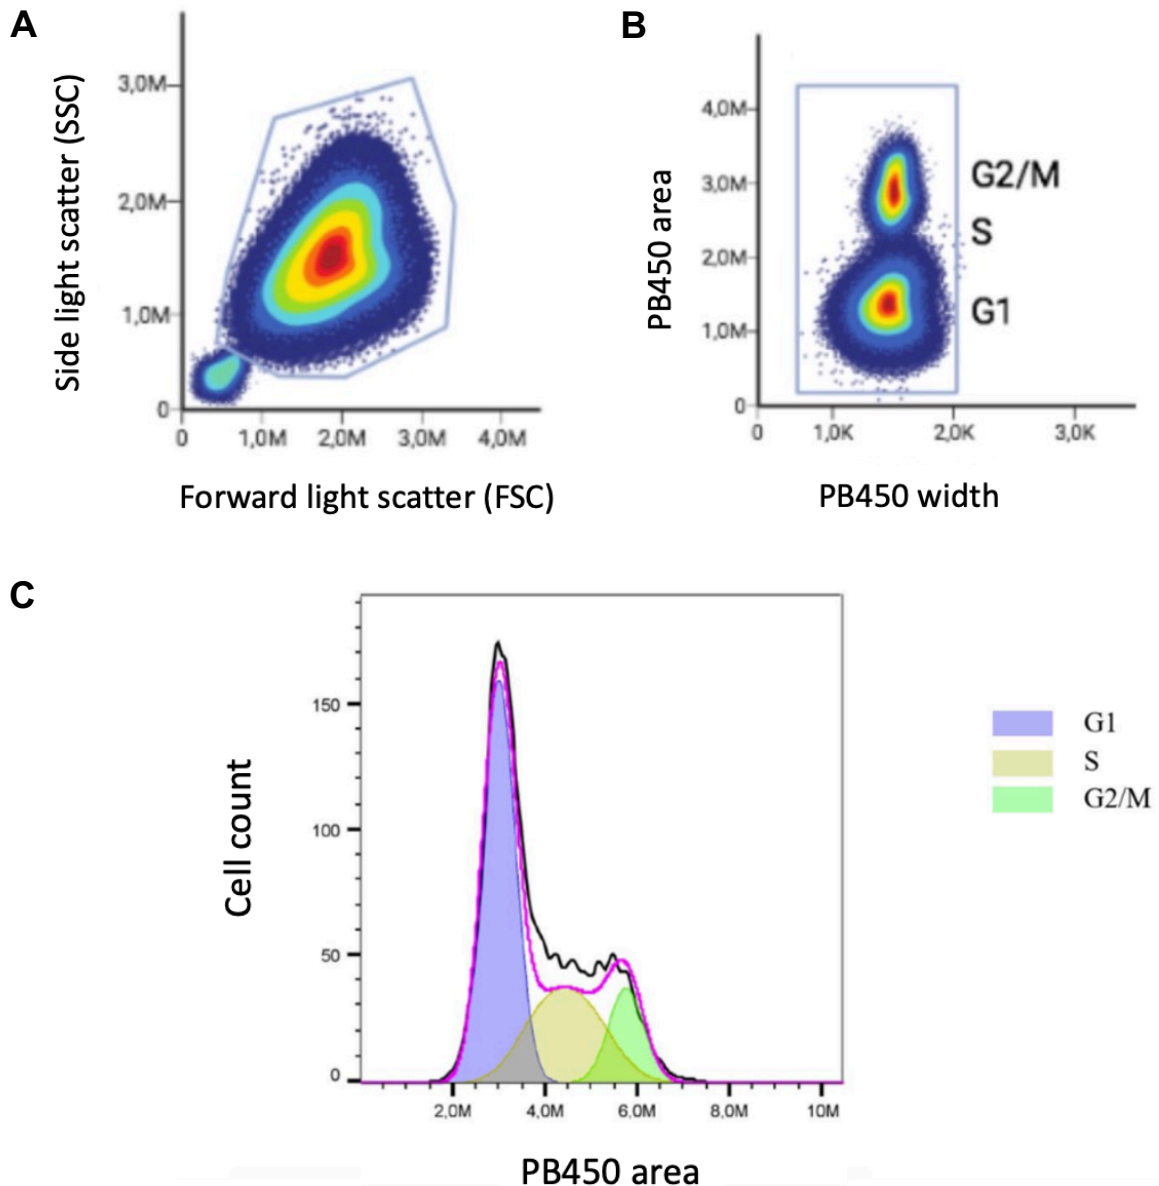 A
Side light scatter (SSC)
3,0M
2,0M
1,0M
0
0 1,0M 2,0M 3,0M 4,0M
Forward light scatter (FSC)
B
PB450 area
4,0M
3,0M
2,0M
1,0M
0
G2/M
S
G1
0 1,0K 2,0K 3,0K
PB450 width
C
Cell count
150
100
50
0
2,0M 4,0M 6,0M 8,0M 10M
PB450 area
G1
S
G2/M